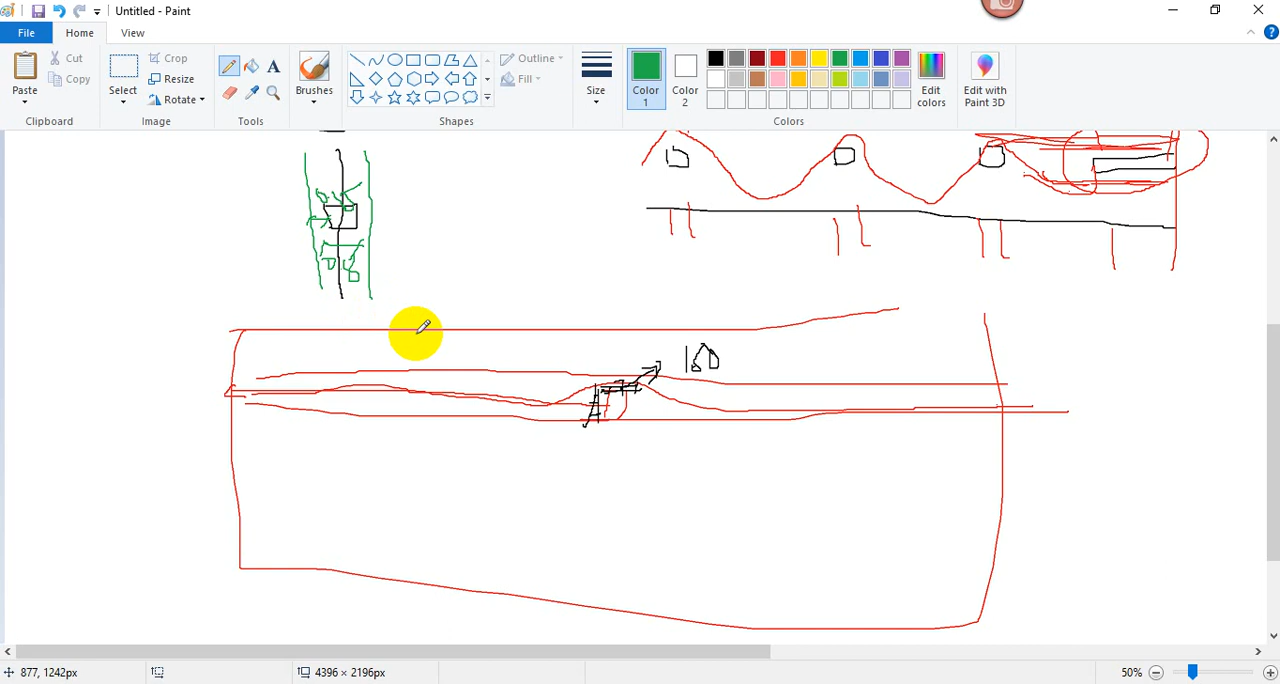 Untitled - Paint
File
Home
View
Paste
Cut
Copy
Clipboard
Select
Crop
Resize
Rotate
Image
A
Tools
Brushes
Outline
Fill
Shapes
Size
Color 1
Color 2
Edit colors
Colors
Edit with Paint 3D
877, 1242px
4396 × 2196px
50%